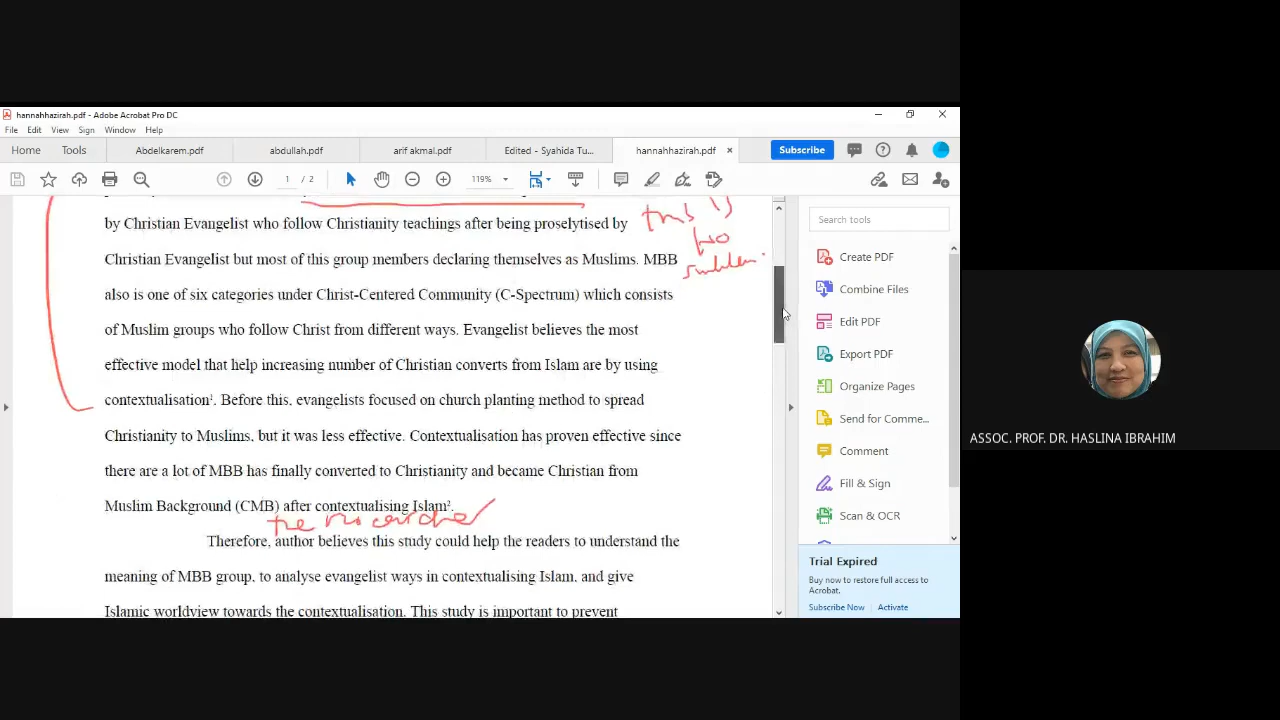 hannahhazirah.pdf - Adobe Acrobat Pro DC
File Edit View Sign Window Help
Home Tools Abdelkarem.pdf abdullah.pdf arif akmal.pdf Edited - Syahida Tu... hannahhazirah.pdf × Subscribe
1 / 2 119%
this is
no
by Christian Evangelist who follow Christianity teachings after being proselytised by
Christian Evangelist but most of this group members declaring themselves as Muslims. MBB
also is one of six categories under Christ-Centered Community (C-Spectrum) which consists
of Muslim groups who follow Christ from different ways. Evangelist believes the most
effective model that help increasing number of Christian converts from Islam are by using
contextualisation¹. Before this, evangelists focused on church planting method to spread
Christianity to Muslims, but it was less effective. Contextualisation has proven effective since
there are a lot of MBB has finally converted to Christianity and became Christian from
Muslim Background (CMB) after contextualising Islam².
Therefore, author believes this study could help the readers to understand the
meaning of MBB group, to analyse evangelist ways in contextualising Islam, and give
Islamic worldview towards the contextualisation. This study is important to prevent
Search tools
Create PDF
Combine Files
Edit PDF
Export PDF
Organize Pages
Send for Comme...
Comment
Fill & Sign
Scan & OCR
Trial Expired
Buy now to restore full access to
Acrobat.
Subscribe Now Activate
ASSOC. PROF. DR. HASLINA IBRAHIM